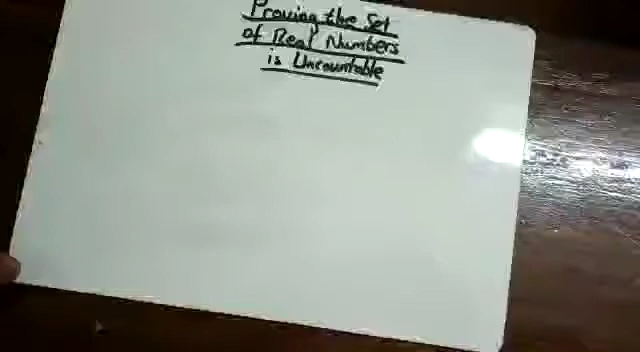 Proving the Set
of Real Numbers
is Uncountable